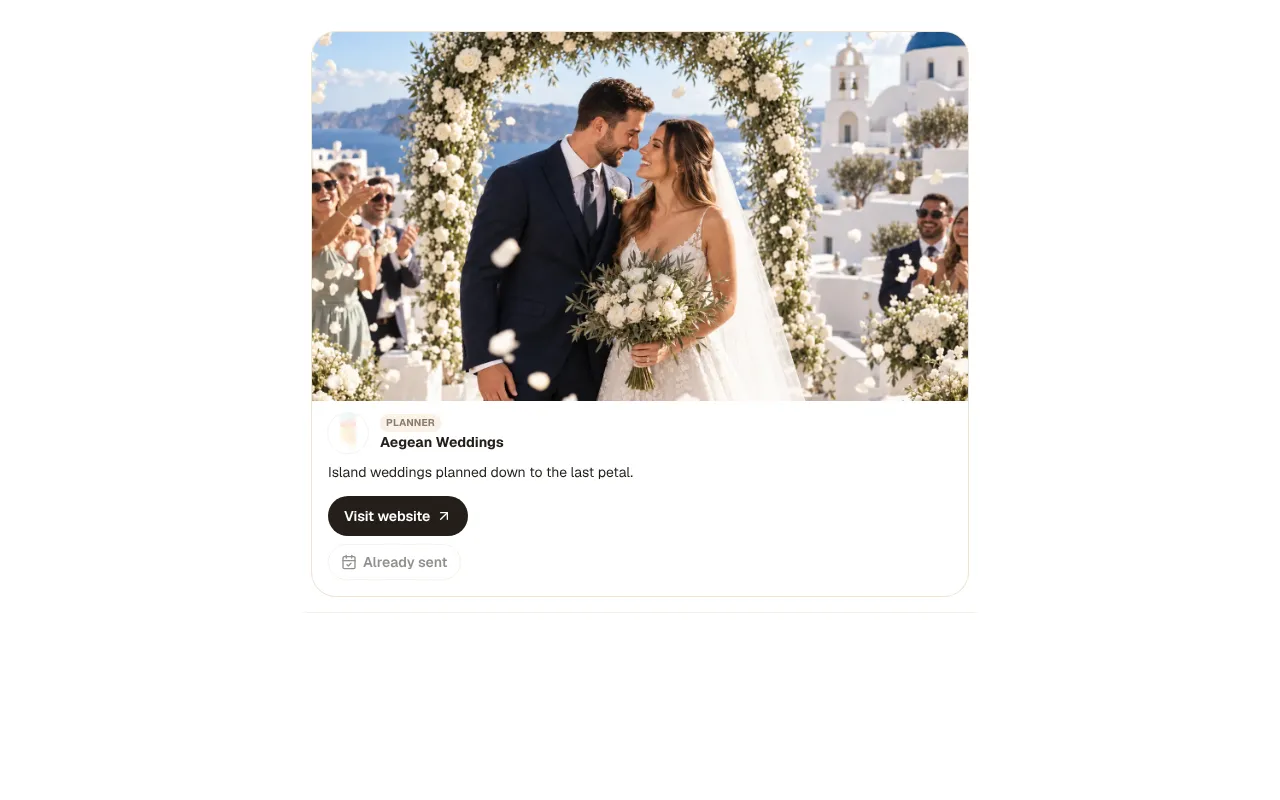 PLANNER
Aegean Weddings
Island weddings planned down to the last petal.
Visit website
Already sent